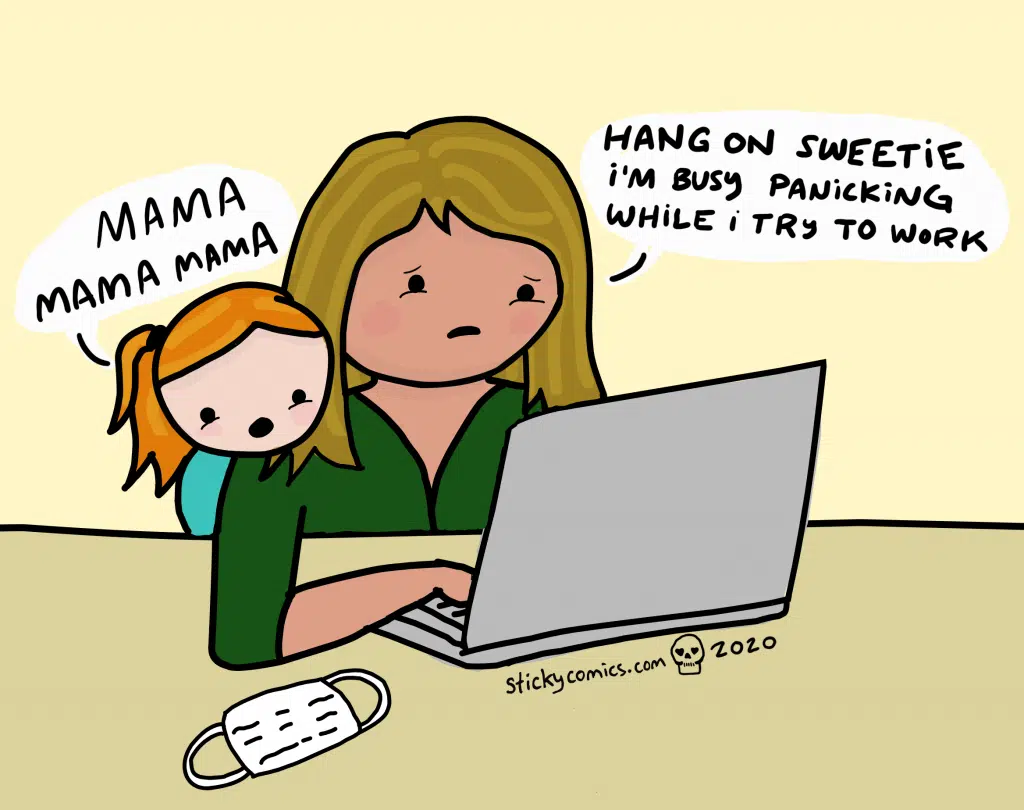 MAMA
MAMA MAMA
HANG ON SWEETiE
i'M BUSY PANiCKiNG
WHiLE i TRY TO WORK
stickycomics.com 2020